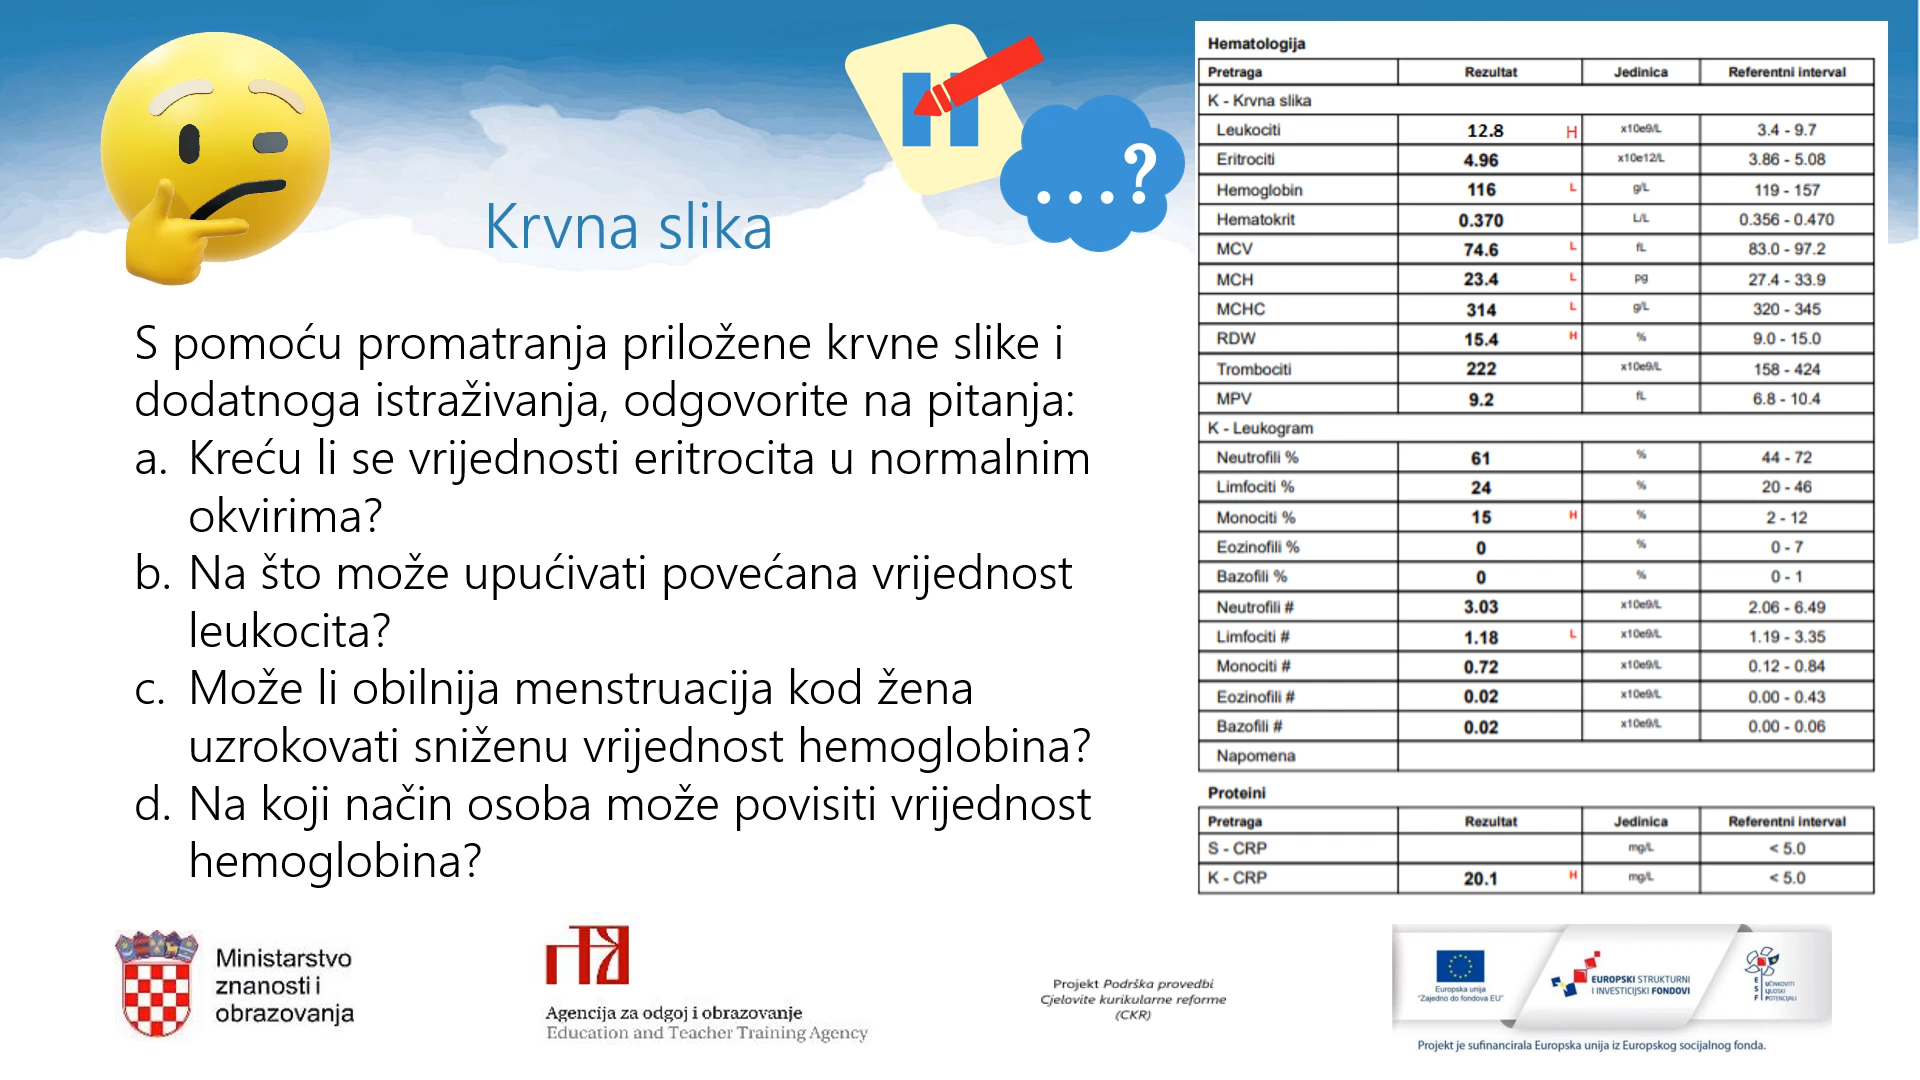 H
...?
Krvna slika
S pomoću promatranja priložene krvne slike i
dodatnoga istraživanja, odgovorite na pitanja:
a. Kreću li se vrijednosti eritrocita u normalnim
okvirima?
b. Na što može upućivati povećana vrijednost
leukocita?
c. Može li obilnija menstruacija kod žena
uzrokovati sniženu vrijednost hemoglobina?
d. Na koji način osoba može povisiti vrijednost
hemoglobina?
Hematologija
Pretraga Rezultat Jedinica Referentni interval
K - Krvna slika
Leukociti 12.8 H x10e9/L 3.4 - 9.7
Eritrociti 4.96 x10e12/L 3.86 - 5.08
Hemoglobin 116 L g/L 119 - 157
Hematokrit 0.370 L/L 0.356 - 0.470
MCV 74.6 L fL 83.0 - 97.2
MCH 23.4 L pg 27.4 - 33.9
MCHC 314 L g/L 320 - 345
RDW 15.4 H % 9.0 - 15.0
Trombociti 222 x10e9/L 158 - 424
MPV 9.2 fL 6.8 - 10.4
K - Leukogram
Neutrofili % 61 % 44 - 72
Limfociti % 24 % 20 - 46
Monociti % 15 H % 2 - 12
Eozinofili % 0 % 0 - 7
Bazofili % 0 % 0 - 1
Neutrofili # 3.03 x10e9/L 2.06 - 6.49
Limfociti # 1.18 L x10e9/L 1.19 - 3.35
Monociti # 0.72 x10e9/L 0.12 - 0.84
Eozinofili # 0.02 x10e9/L 0.00 - 0.43
Bazofili # 0.02 x10e9/L 0.00 - 0.06
Napomena
Proteini
Pretraga Rezultat Jedinica Referentni interval
S - CRP mg/L < 5.0
K - CRP 20.1 H mg/L < 5.0
Ministarstvo
znanosti i
obrazovanja
Agencija za odgoj i obrazovanje
Education and Teacher Training Agency
Projekt Podrška provedbi
Cjelovite kurikularne reforme
(CKR)
Europska unija
"Zajedno do fondova EU"
EUROPSKI STRUKTURNI
I INVESTICIJSKI FONDOVI
ESF
UČINKOVITI
LJUDSKI
POTENCIJALI
Projekt je sufinancirala Europska unija iz Europskog socijalnog fonda.